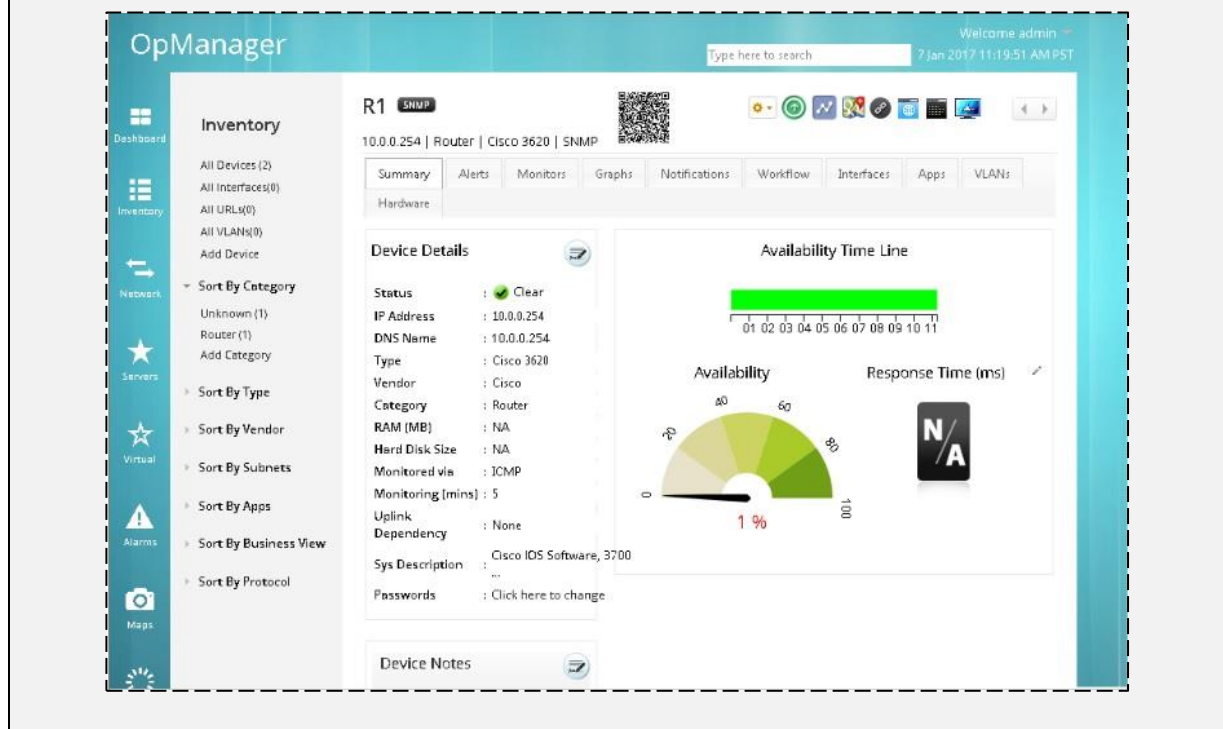 OpManager
Welcome admin
Type here to search
7 Jan 2017 11:19:51 AM PST
Dashboard
Inventory
Network
Servers
Virtual
Alarms
Maps
Inventory
All Devices (2)
All Interfaces(0)
All URLs(0)
All VLANs(0)
Add Device
Sort By Category
Unknown (1)
Router (1)
Add Category
Sort By Type
Sort By Vendor
Sort By Subnets
Sort By Apps
Sort By Business View
Sort By Protocol
R1 SNMP
10.0.0.254 | Router | Cisco 3620 | SNMP
Summary Alerts Monitors Graphs Notifications Workflow Interfaces Apps VLANs
Hardware
Device Details
Status : Clear
IP Address : 10.0.0.254
DNS Name : 10.0.0.254
Type : Cisco 3620
Vendor : Cisco
Category : Router
RAM (MB) : NA
Hard Disk Size : NA
Monitored via : ICMP
Monitoring (mins) : 5
Uplink
Dependency : None
Sys Description : Cisco IOS Software, 3700
...
Passwords : Click here to change
Device Notes
Availability Time Line
01 02 03 04 05 06 07 08 09 10 11
Availability
0 20 40 60 80 100
1 %
Response Time (ms)
N/A